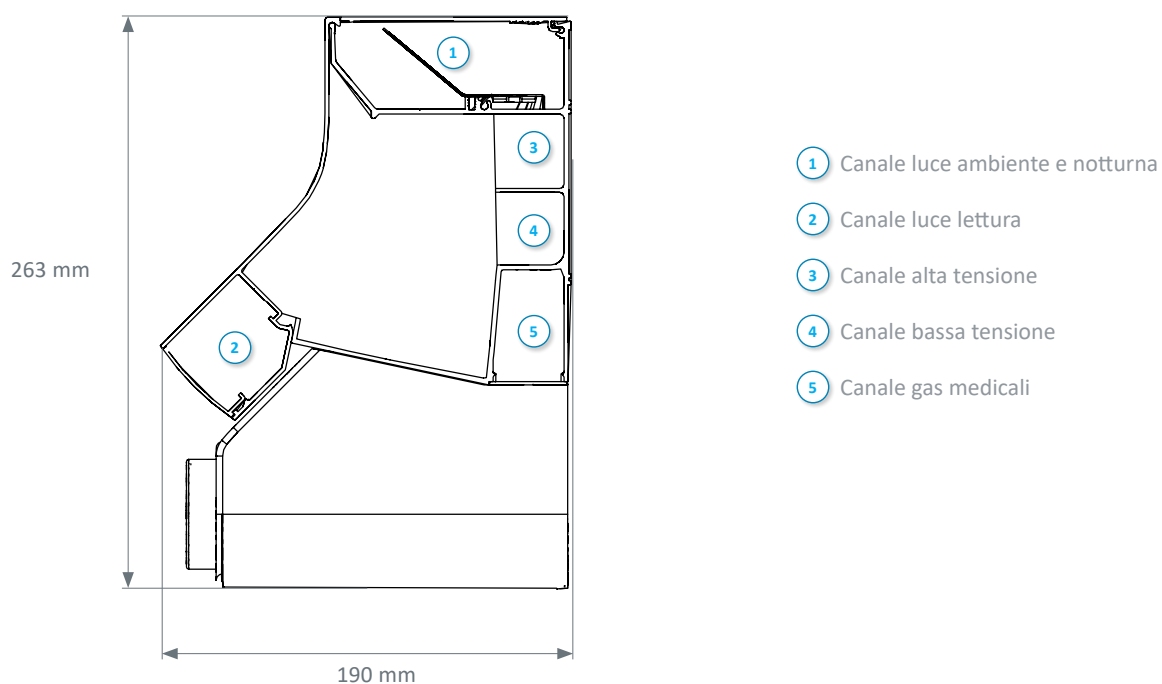 1
3
4
263 mm
5
2
190 mm
1 Canale luce ambiente e notturna
2 Canale luce lettura
3 Canale alta tensione
4 Canale bassa tensione
5 Canale gas medicali